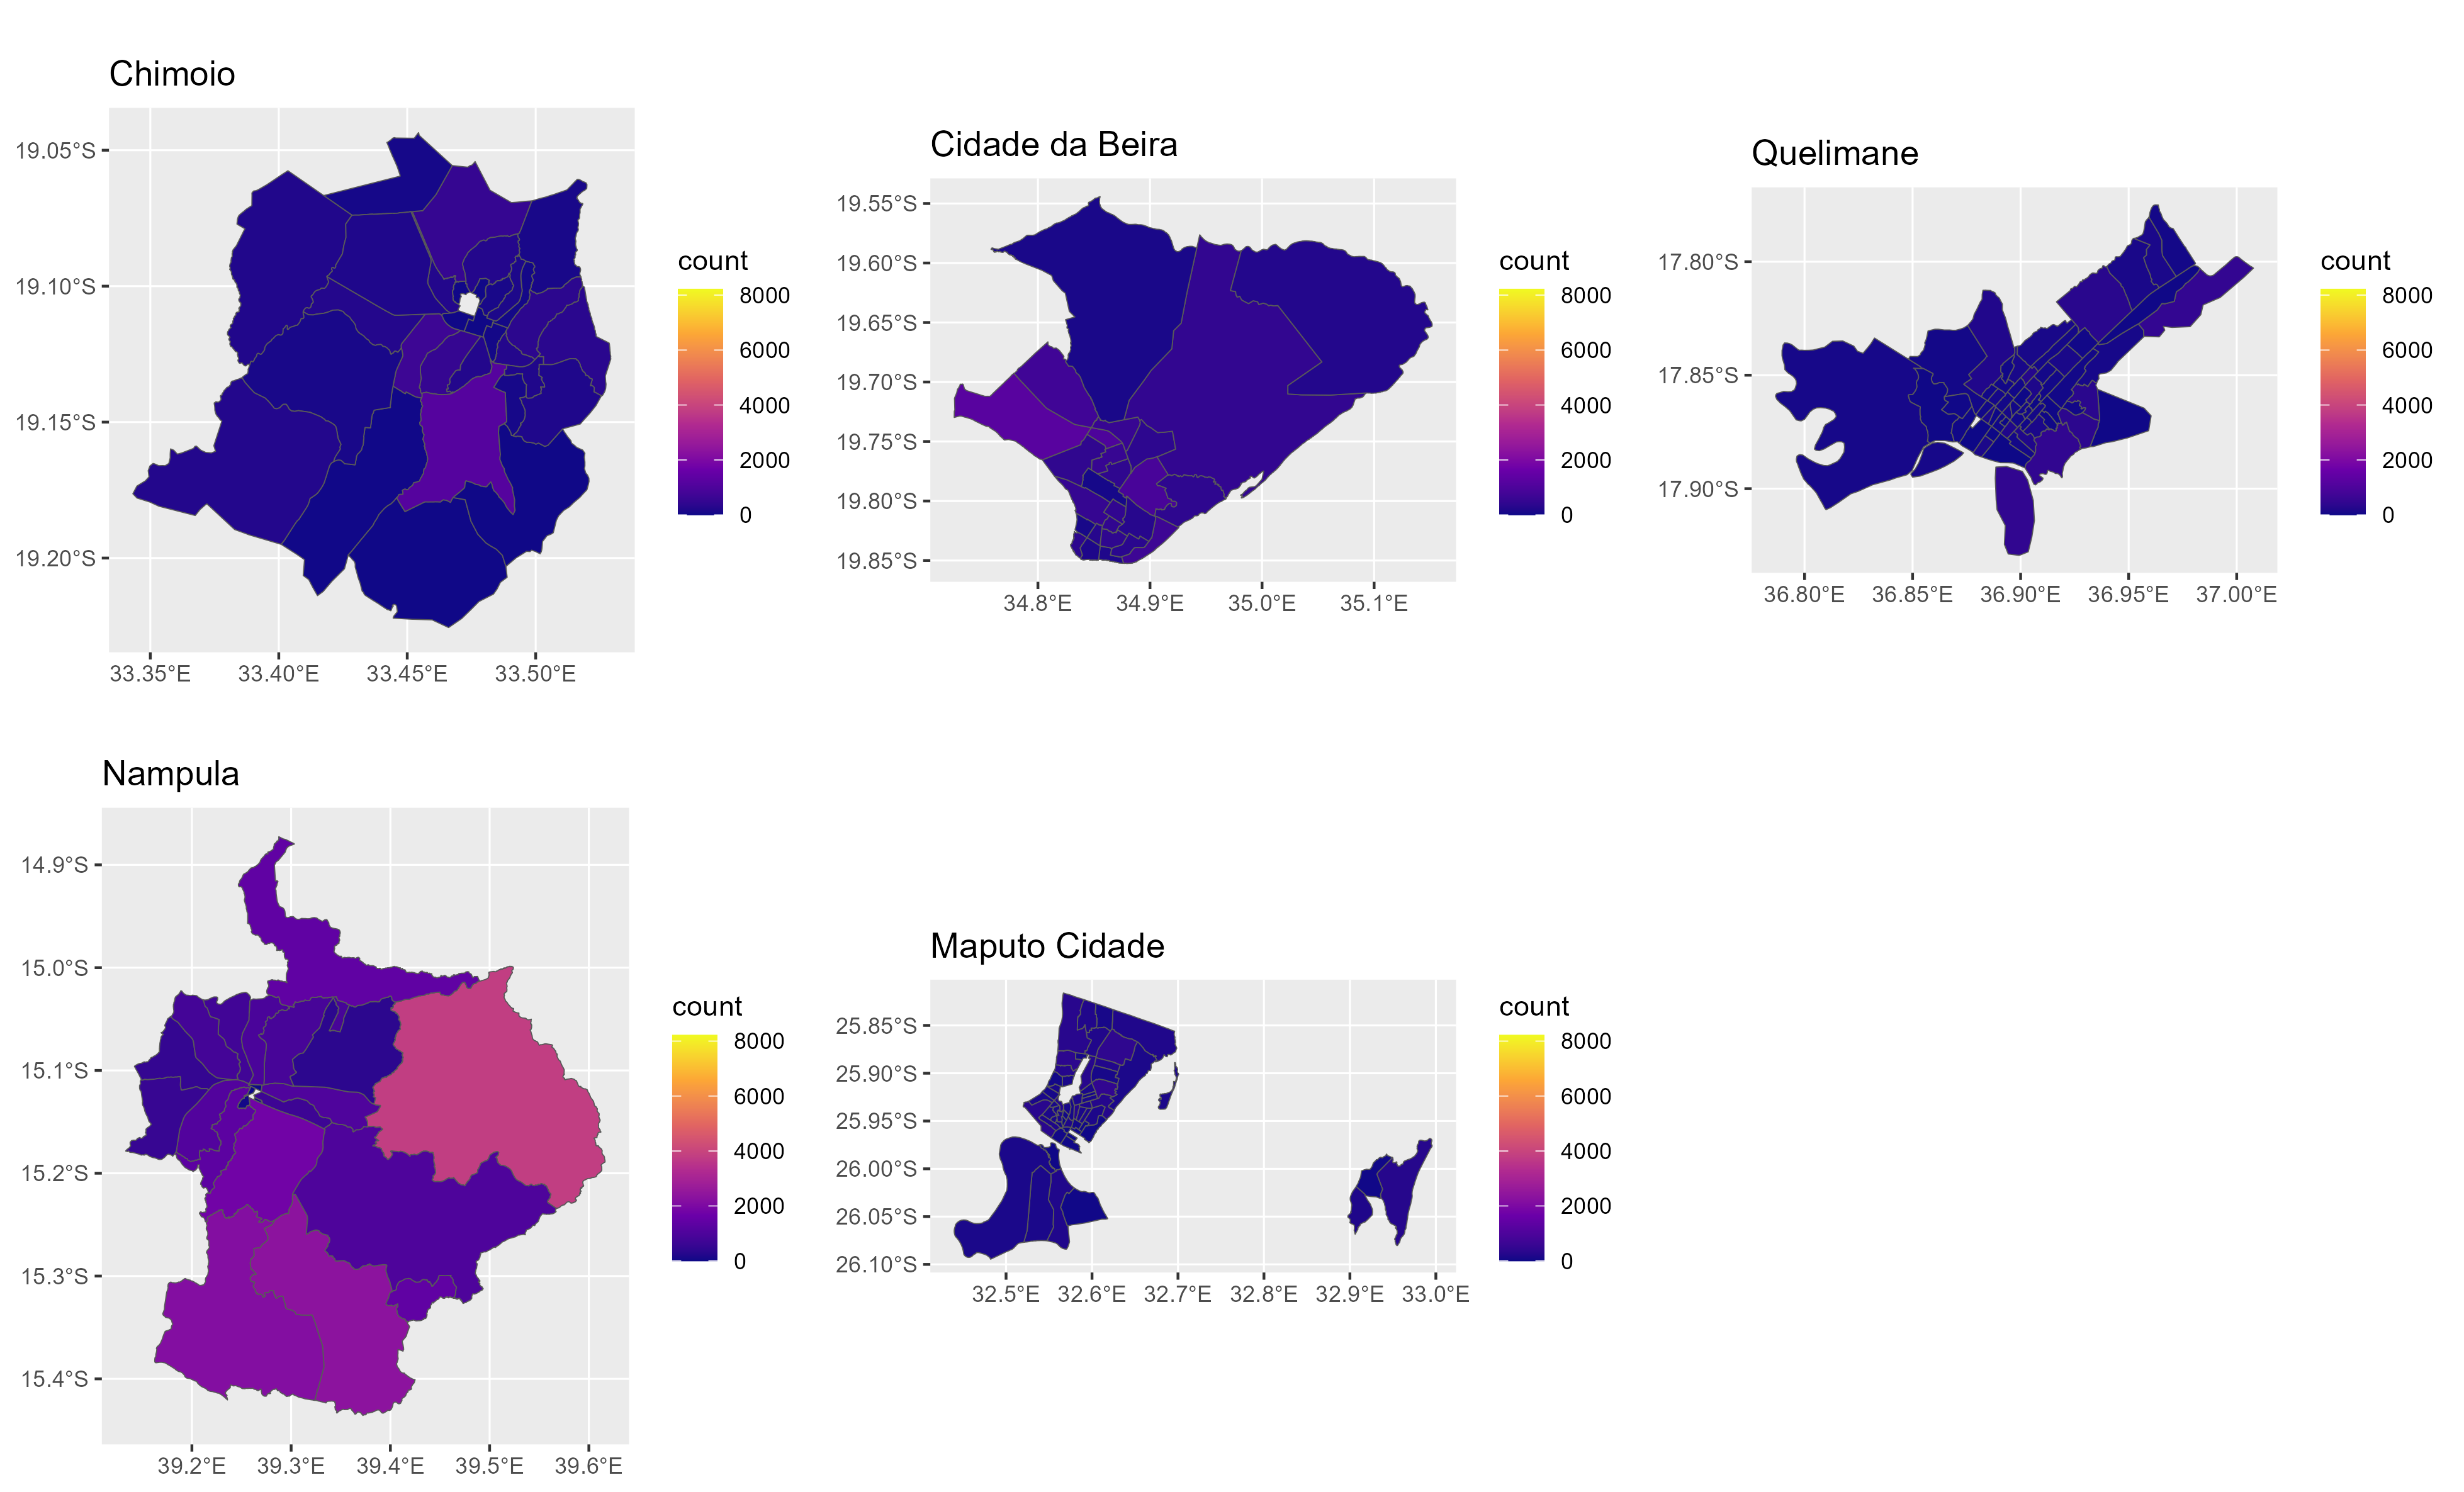 Chimoio
19.05°S
19.10°S
19.15°S
19.20°S
33.35°E 33.40°E 33.45°E 33.50°E
count
8000
6000
4000
2000
0
Cidade da Beira
19.55°S
19.60°S
19.65°S
19.70°S
19.75°S
19.80°S
19.85°S
34.8°E 34.9°E 35.0°E 35.1°E
count
8000
6000
4000
2000
0
Quelimane
17.80°S
17.85°S
17.90°S
36.80°E 36.85°E 36.90°E 36.95°E 37.00°E
count
8000
6000
4000
2000
0
Nampula
14.9°S
15.0°S
15.1°S
15.2°S
15.3°S
15.4°S
39.2°E 39.3°E 39.4°E 39.5°E 39.6°E
count
8000
6000
4000
2000
0
Maputo Cidade
25.85°S
25.90°S
25.95°S
26.00°S
26.05°S
26.10°S
32.5°E 32.6°E 32.7°E 32.8°E 32.9°E 33.0°E
count
8000
6000
4000
2000
0